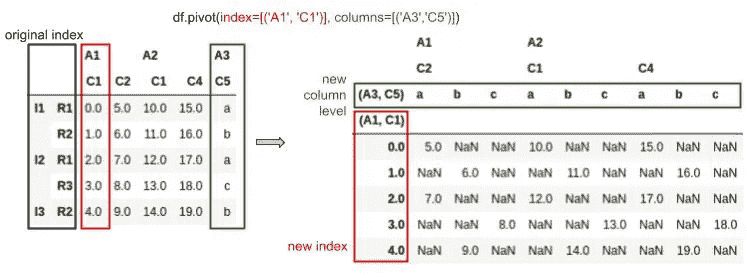 df.pivot(index=[('A1', 'C1')], columns=[('A3','C5')])
original index
A1 A2 A3
C1 C2 C1 C4 C5
I1 R1 0.0 5.0 10.0 15.0 a
R2 1.0 6.0 11.0 16.0 b
I2 R1 2.0 7.0 12.0 17.0 a
R3 3.0 8.0 13.0 18.0 c
I3 R2 4.0 9.0 14.0 19.0 b
new
column
level
A1 A2
C2 C1 C4
(A3, C5) a b c a b c a b c
(A1, C1)
0.0 5.0 NaN NaN 10.0 NaN NaN 15.0 NaN NaN
1.0 NaN 6.0 NaN NaN 11.0 NaN NaN 16.0 NaN
2.0 7.0 NaN NaN 12.0 NaN NaN 17.0 NaN NaN
3.0 NaN NaN 8.0 NaN NaN 13.0 NaN NaN 18.0
4.0 NaN 9.0 NaN NaN 14.0 NaN NaN 19.0 NaN
new index